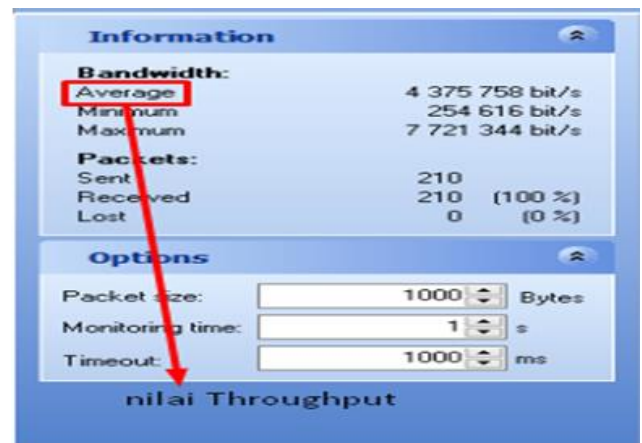 Information
Bandwidth:
Average 4 375 758 bit/s
Minimum 254 616 bit/s
Maximum 7 721 344 bit/s
Packets:
Sent 210
Received 210 (100 %)
Lost 0 (0 %)
Options
Packet size: 1000 Bytes
Monitoring time: 1 s
Timeout: 1000 ms
nilai Throughput